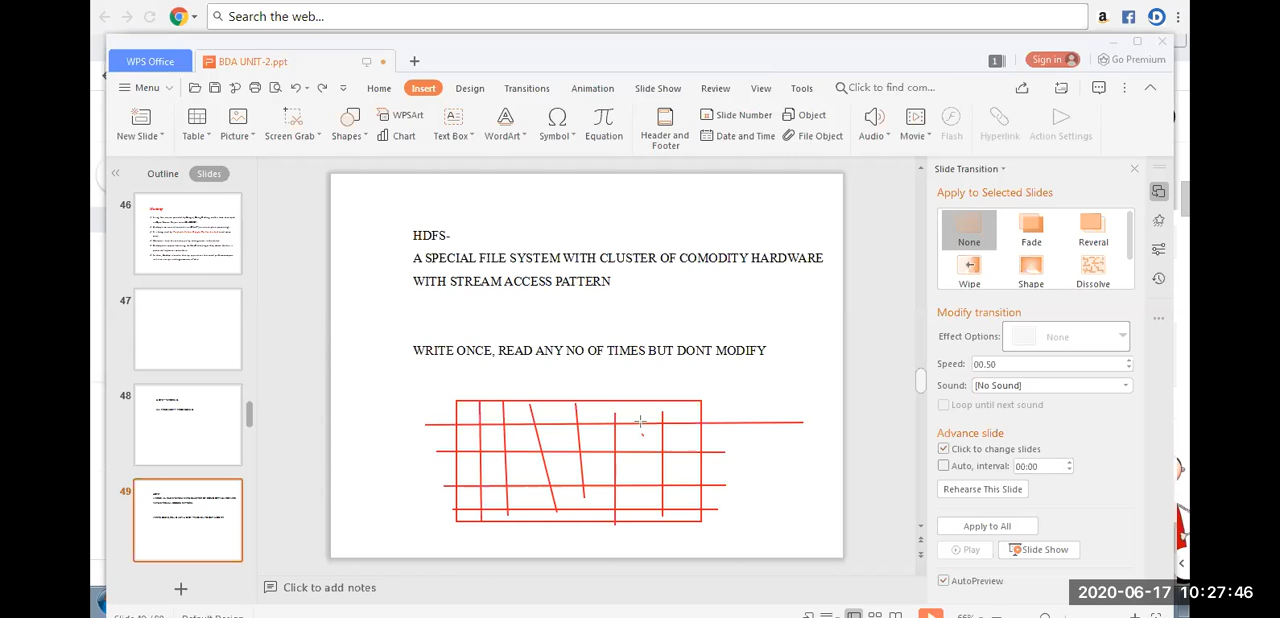 Search the web...
WPS Office
BDA UNIT-2.ppt
1
Sign in
Go Premium
Menu
Home
Insert
Design
Transitions
Slide Show
Animation
Review
View
Tools
Click to find com...
New Slide
Table
Picture
Screen Grab
Shapes
WPSArt
Chart
Text Box
WordArt
Symbol
Equation
Header and Footer
Slide Number
Date and Time
Object
File Object
Audio
Movie
Flash
Hyperlink
Action Settings
Outline
Slides
46
47
48
49
HDFS-
A SPECIAL FILE SYSTEM WITH CLUSTER OF COMODITY HARDWARE
WITH STREAM ACCESS PATTERN
WRITE ONCE, READ ANY NO OF TIMES BUT DONT MODIFY
Click to add notes
Slide Transition
Apply to Selected Slides
None
Fade
Reveral
Wipe
Shape
Dissolve
Modify transition
Effect Options:
None
Speed:
00.50
Sound:
[No Sound]
Loop until next sound
Advance slide
Click to change slides
Auto, interval:
00:00
Rehearse This Slide
Apply to All
Play
Slide Show
AutoPreview
2020-06-17 10:27:46